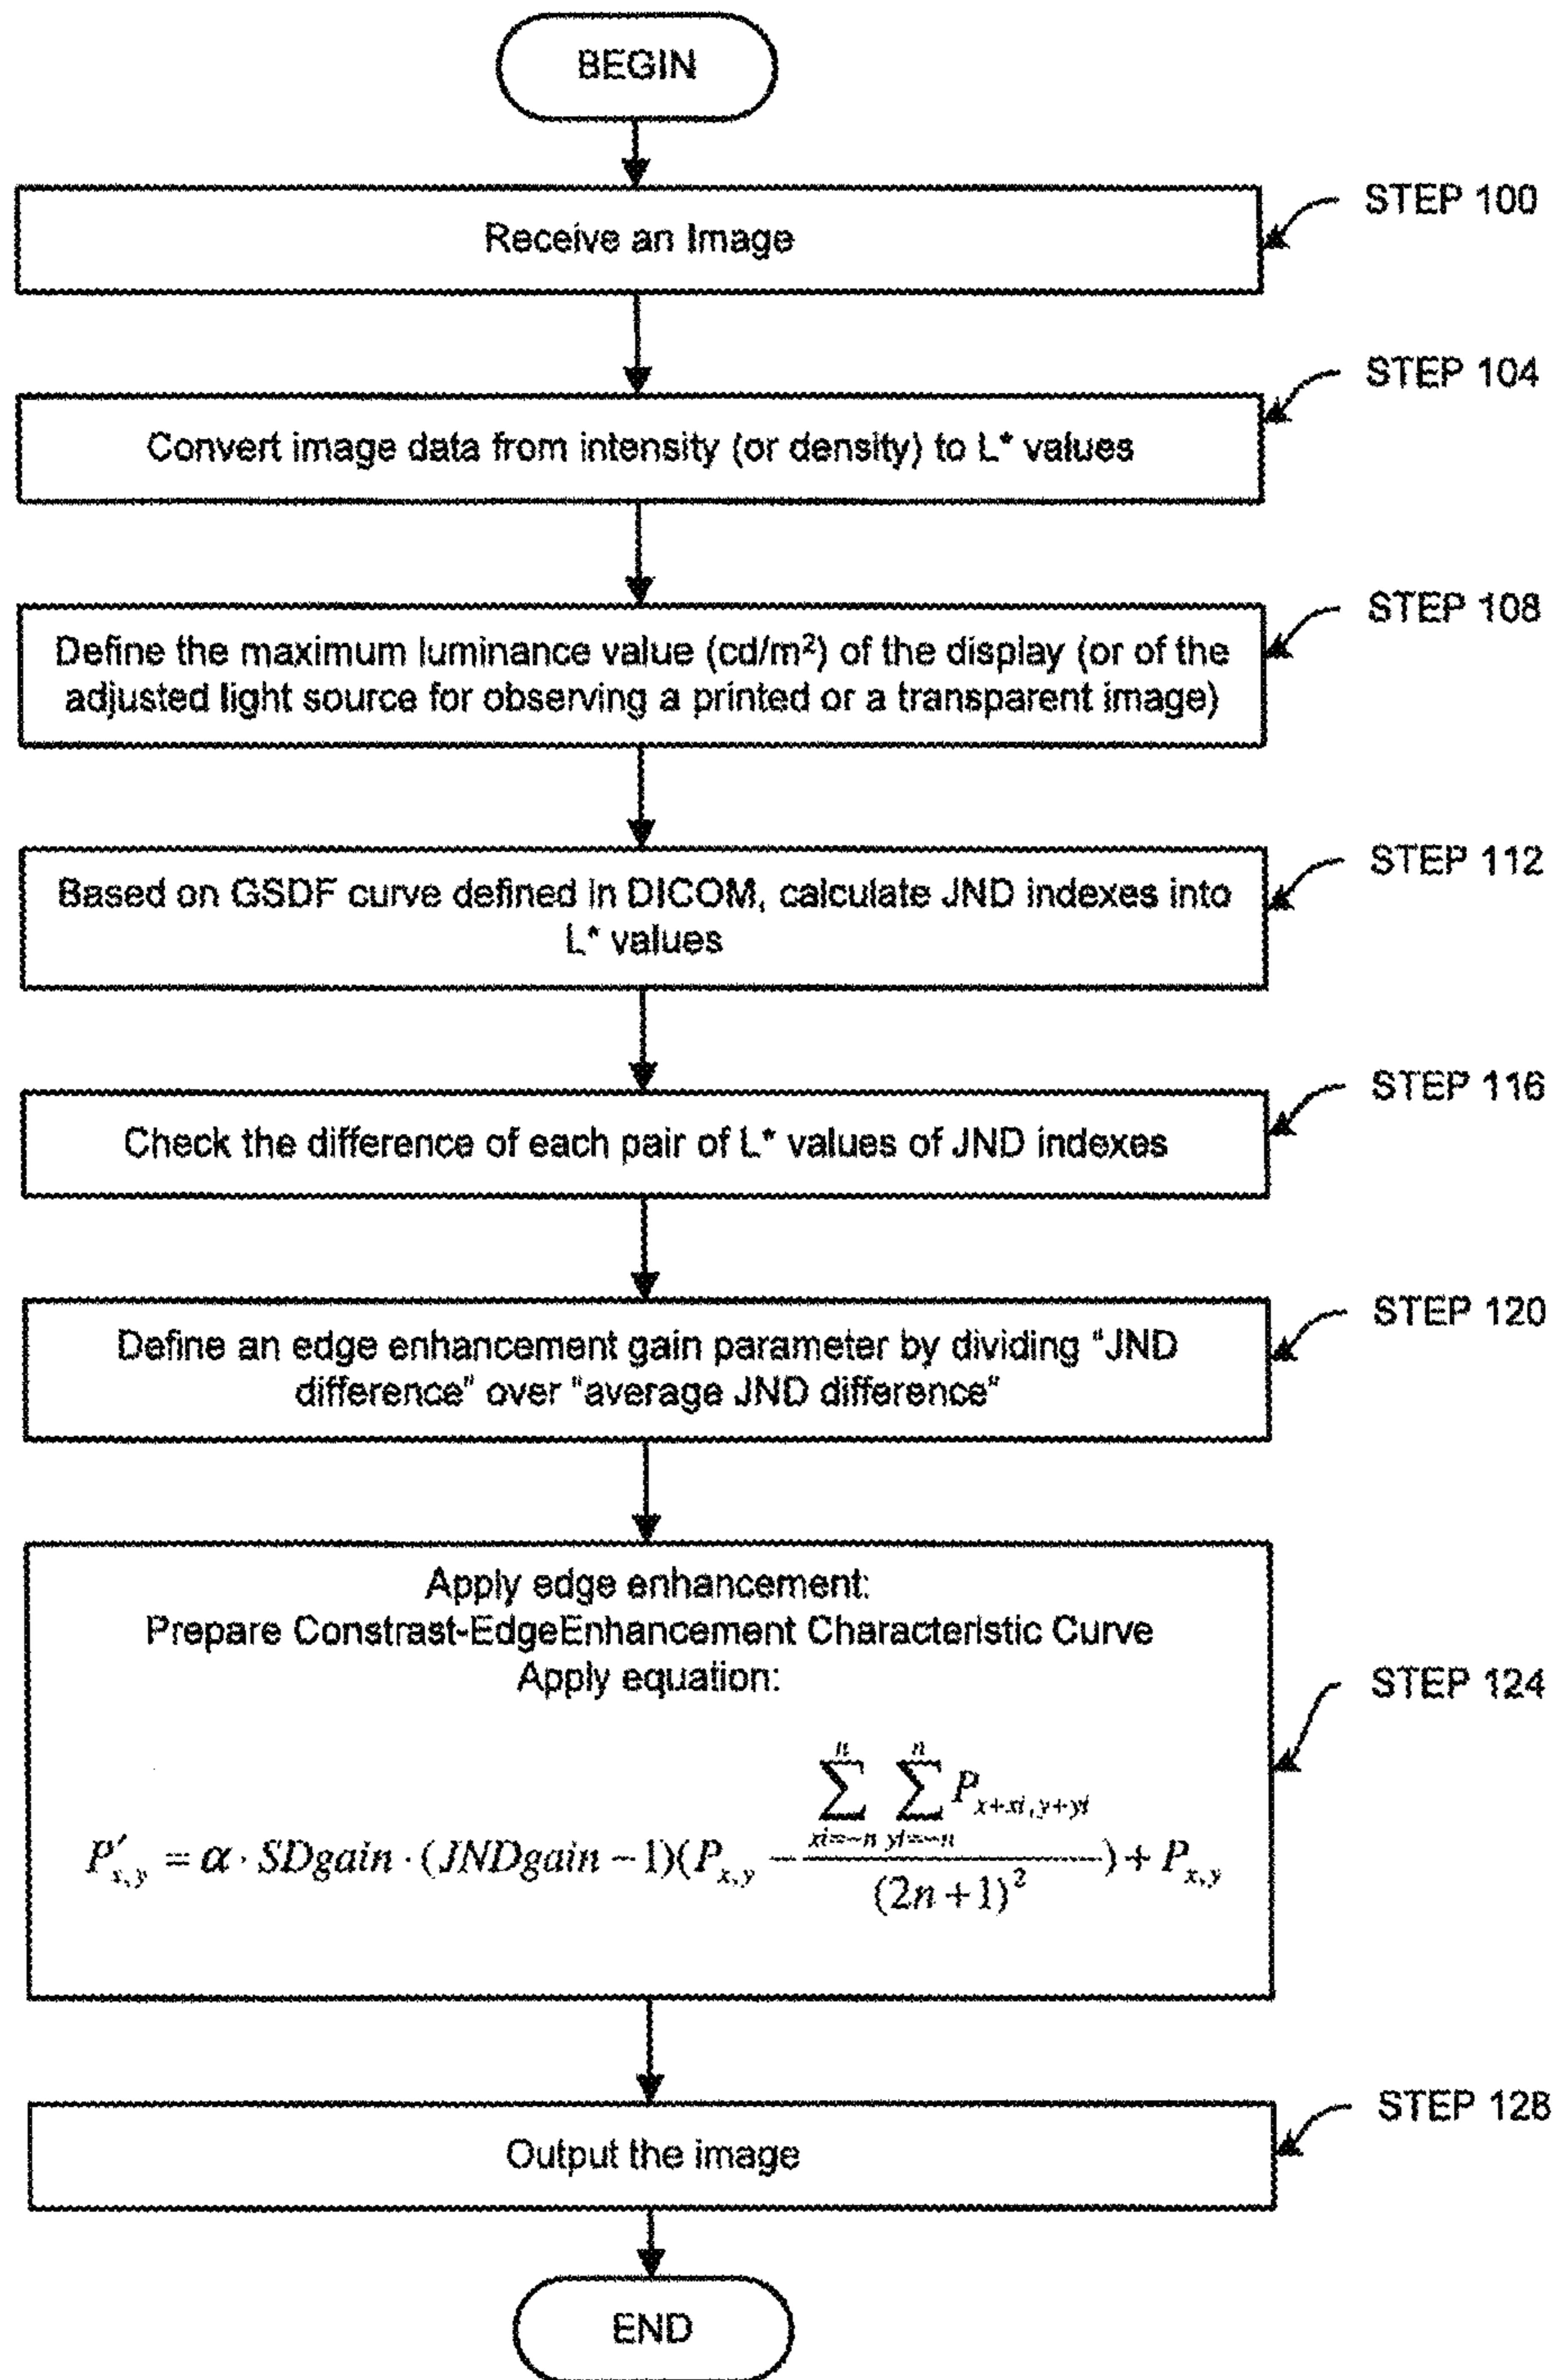 BEGIN
Receive an Image
STEP 100
Convert image data from intensity (or density) to L* values
STEP 104
Define the maximum luminance value (cd/m²) of the display (or of the
adjusted light source for observing a printed or a transparent image)
STEP 108
Based on GSDF curve defined in DICOM, calculate JND indexes into
L* values
STEP 112
Check the difference of each pair of L* values of JND indexes
STEP 116
Define an edge enhancement gain parameter by dividing "JND
difference" over "average JND difference"
STEP 120
Apply edge enhancement:
Prepare Constrast-EdgeEnhancement Characteristic Curve
Apply equation:
P′x,y = α · SDgain · (JNDgain − 1)(Px,y − (∑xi=−n^n ∑yi=−n^n Px+xi,y+yi)/(2n+1)²) + Px,y
STEP 124
Output the image
STEP 128
END